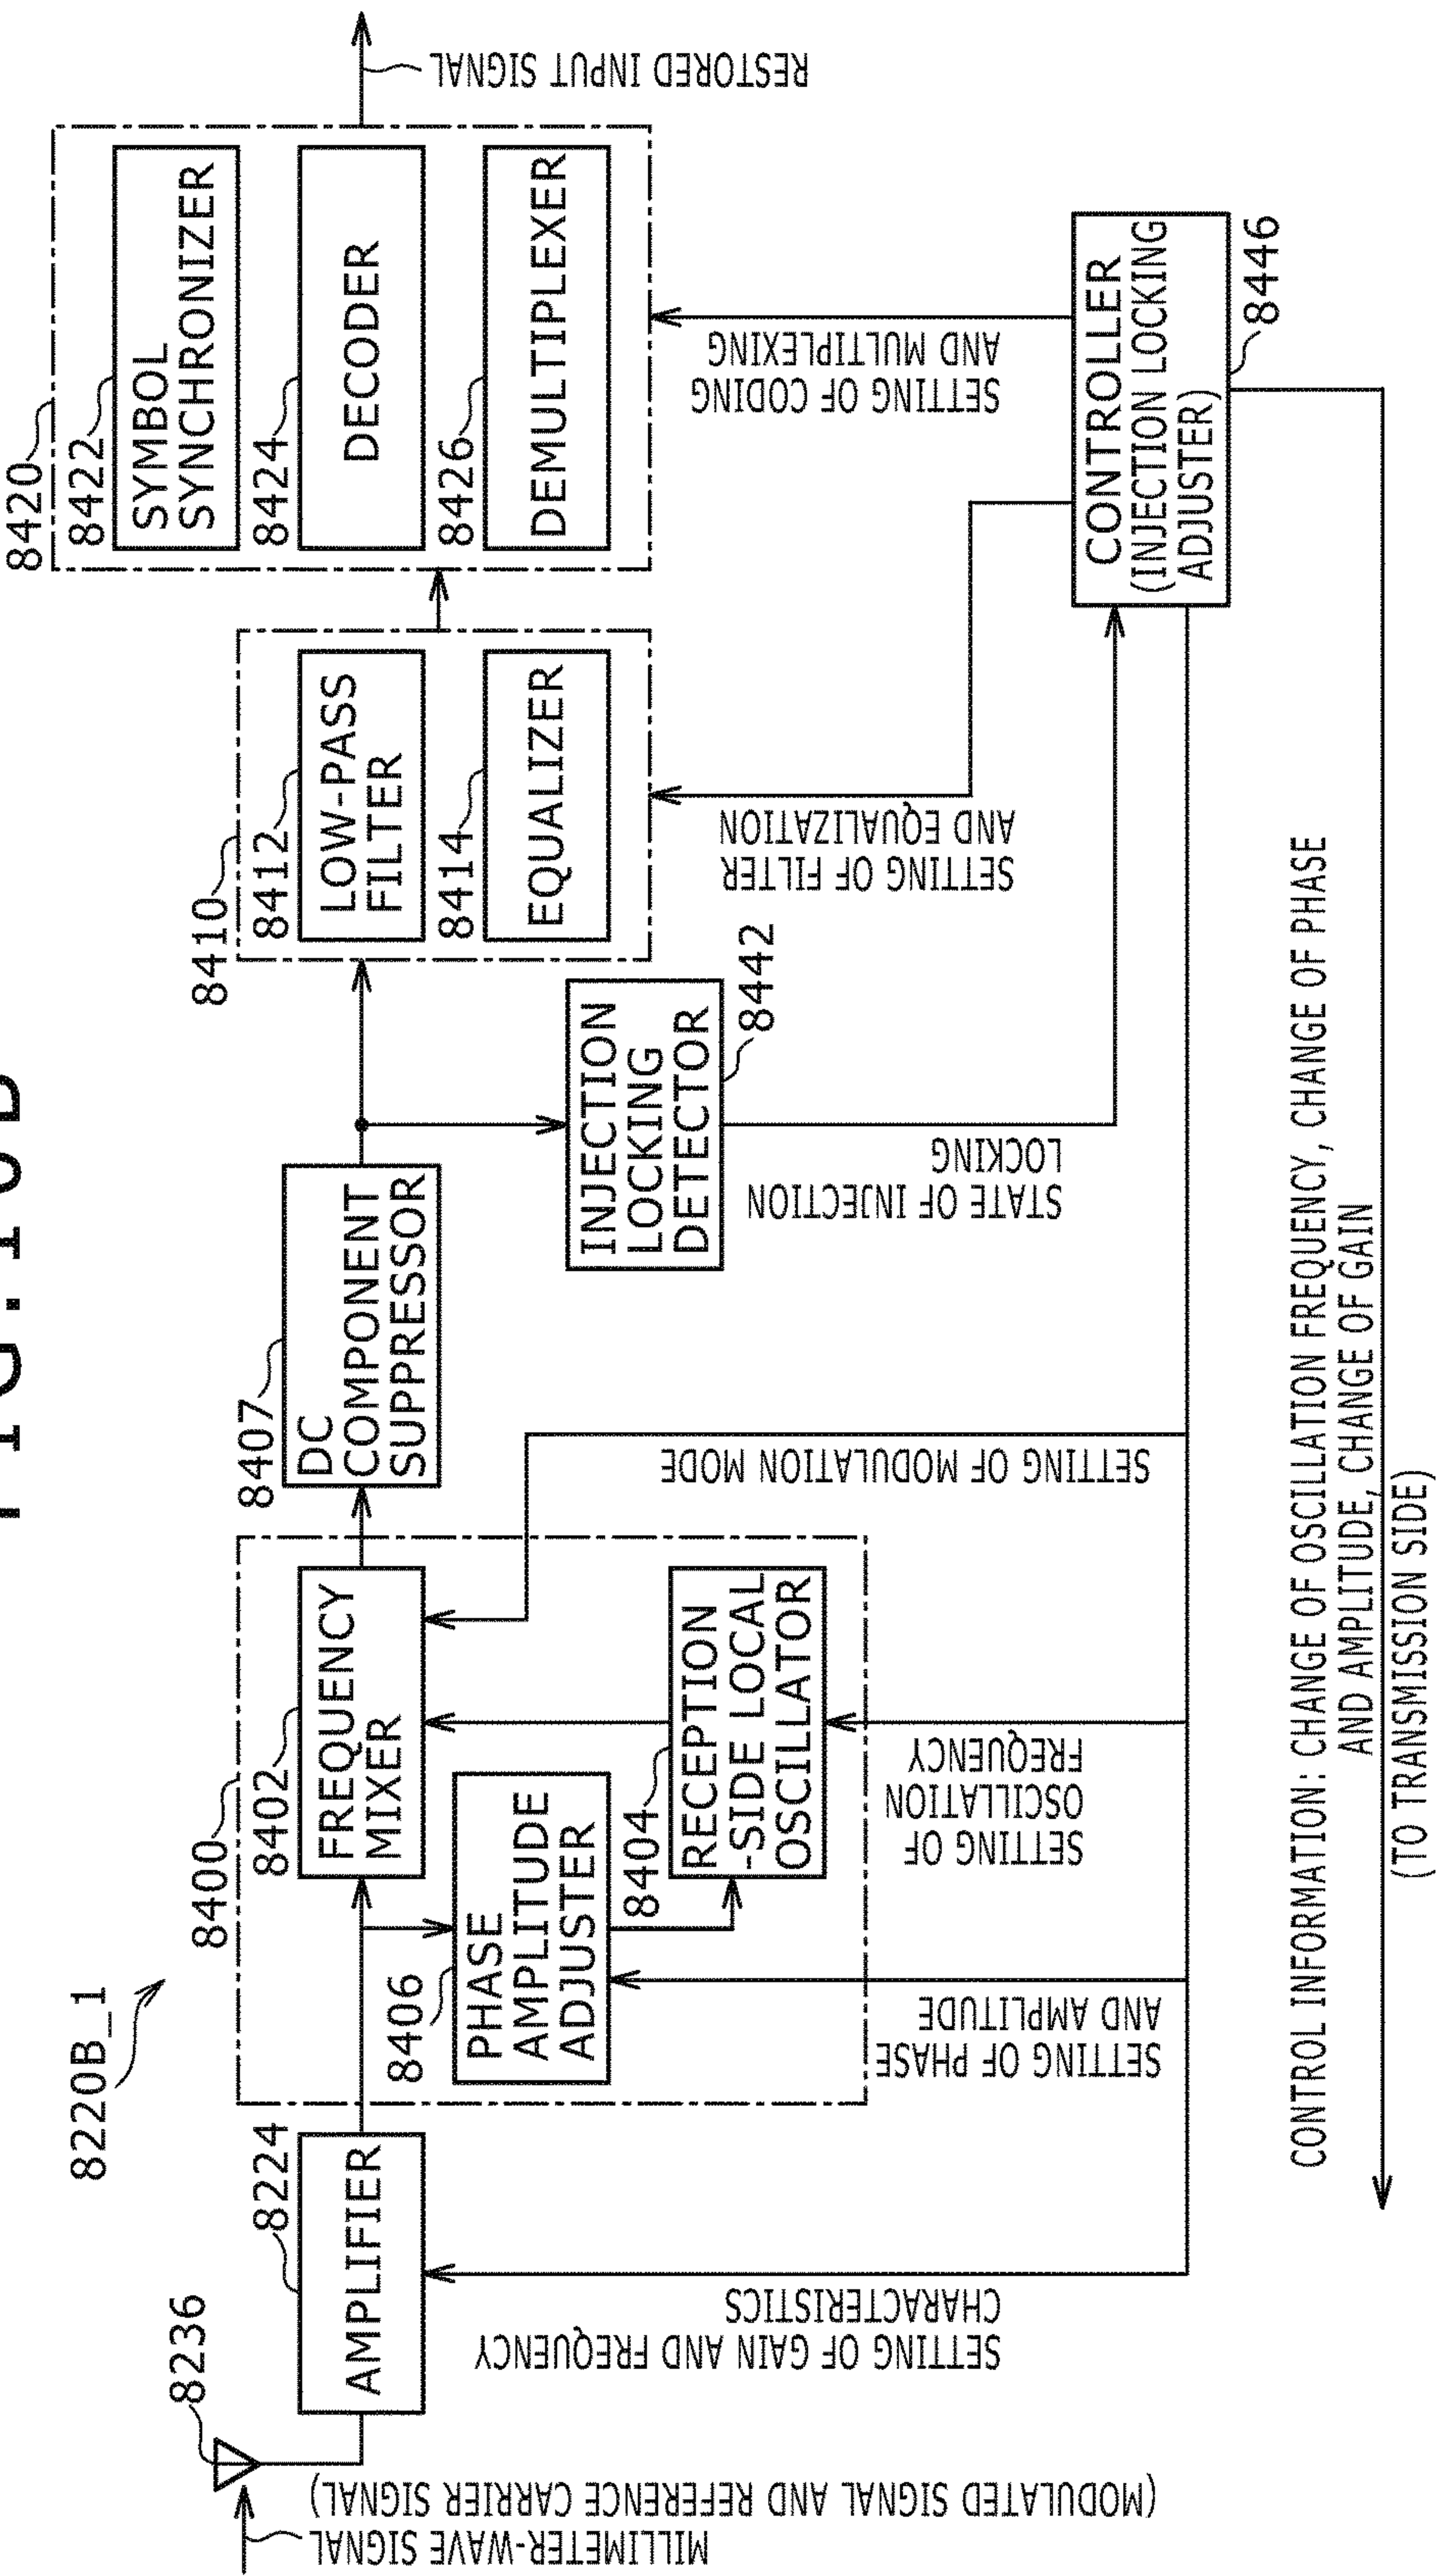 8220B_1
MILLIMETER-WAVE SIGNAL
(MODULATED SIGNAL AND REFERENCE CARRIER SIGNAL)
8236
8224
AMPLIFIER
SETTING OF GAIN AND FREQUENCY
CHARACTERISTICS
8400
8402
FREQUENCY
MIXER
8406
PHASE
AMPLITUDE
ADJUSTER
8404
RECEPTION
-SIDE LOCAL
OSCILLATOR
SETTING OF PHASE
AND AMPLITUDE
SETTING OF
OSCILLATION
FREQUENCY
SETTING OF MODULATION MODE
8407
DC
COMPONENT
SUPPRESSOR
INJECTION
LOCKING
DETECTOR
8442
STATE OF INJECTION
LOCKING
8410
8412
LOW-PASS
FILTER
8414
EQUALIZER
SETTING OF FILTER
AND EQUALIZATION
8420
8422
SYMBOL
SYNCHRONIZER
8424
DECODER
8426
DEMULTIPLEXER
SETTING OF CODING
AND MULTIPLEXING
RESTORED INPUT SIGNAL
CONTROLLER
(INJECTION LOCKING
ADJUSTER)
8446
CONTROL INFORMATION: CHANGE OF OSCILLATION FREQUENCY, CHANGE OF PHASE
AND AMPLITUDE, CHANGE OF GAIN
(TO TRANSMISSION SIDE)